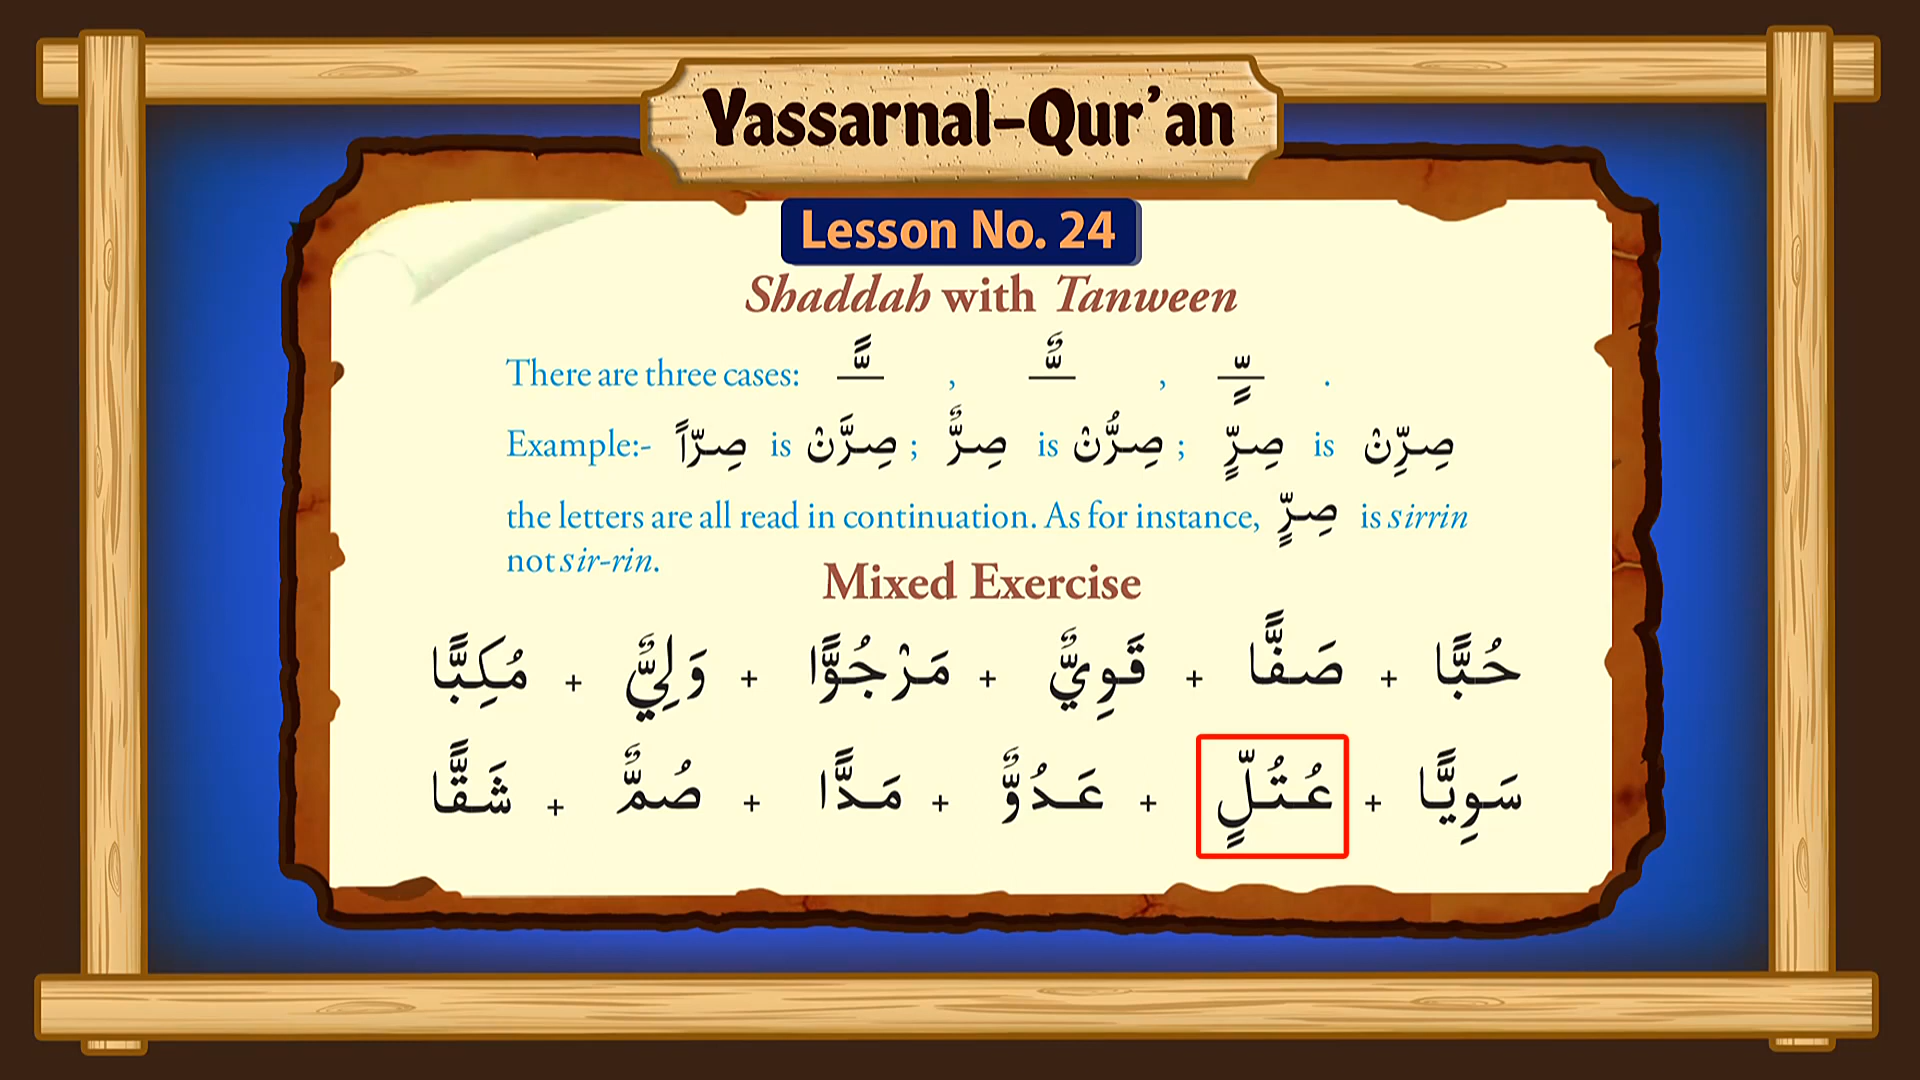 Yassarnal-Qur'an
Lesson No. 24
Shaddah with Tanween
There are three cases: ـًّ , ـٌّ , ـٍّ .
Example:- صِرّاً is صِرَّنْ ; صِرٌّ is صِرُّنْ ; صِرٍّ is صِرِّنْ
the letters are all read in continuation. As for instance, صِرٍّ is sirrin
not sir-rin.
Mixed Exercise
حُبًّا + صَفًّا + قَوِيٌّ + مَرْجُوًّا + وَلِيٌّ + مُكِبًّا
سَوِيًّا + عُتُلٍّ + عَدُوٌّ + مَدًّا + صُمٌّ + شَقًّا